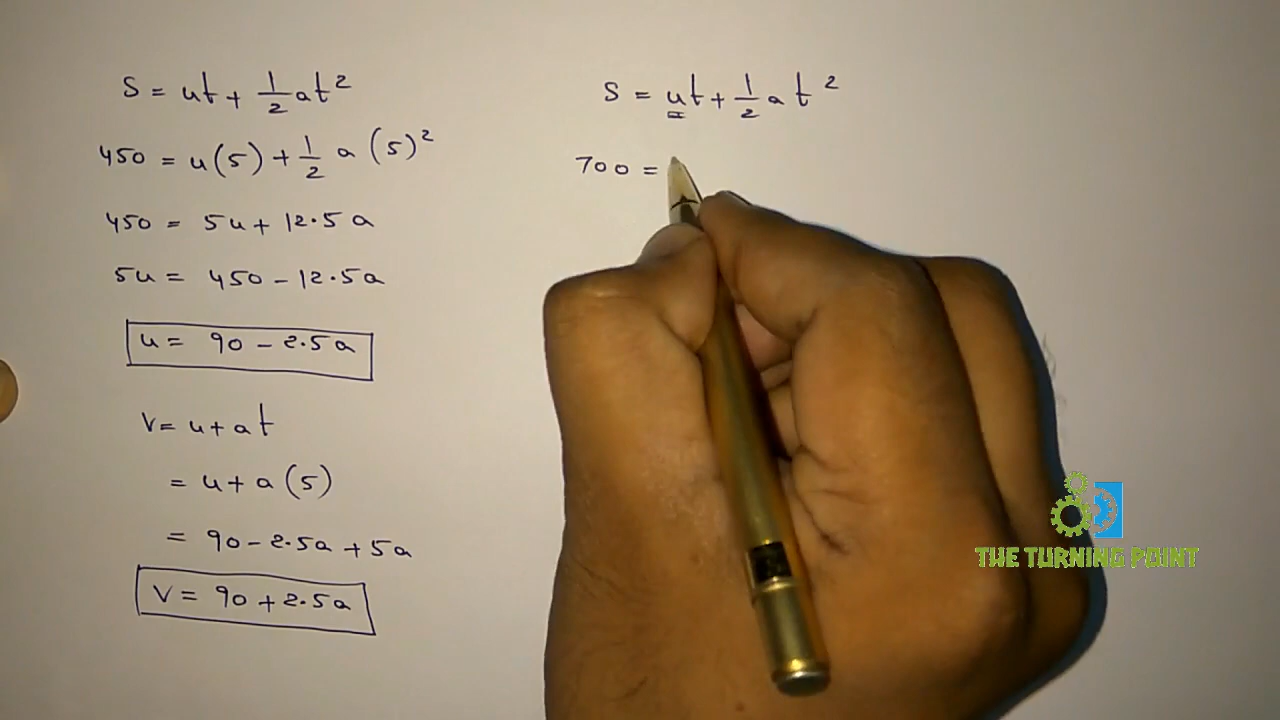 S = ut + 1/2 at²
450 = u(5) + 1/2 a (5)²
450 = 5u + 12.5a
5u = 450 - 12.5a
u = 90 - 2.5a
V = u + at
= u + a (5)
= 90 - 2.5a + 5a
V = 90 + 2.5a
S = ut + 1/2 a t²
700 =
THE TURNING POINT